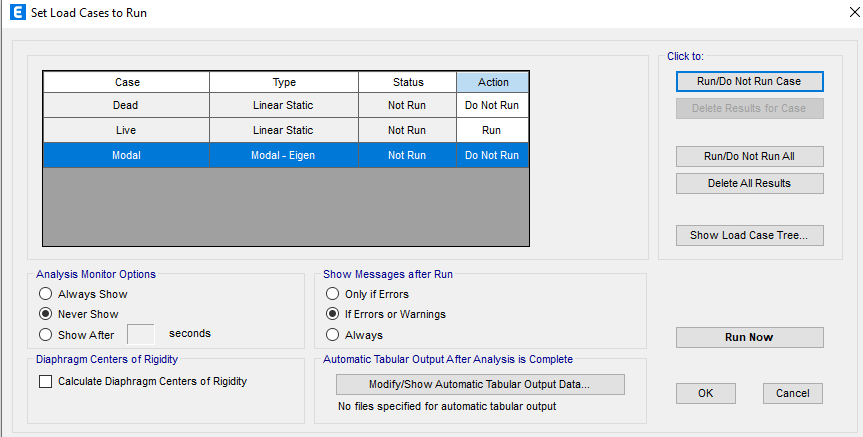 E Set Load Cases to Run
Click to:
Case Type Status Action
Dead Linear Static Not Run Do Not Run
Live Linear Static Not Run Run
Modal Modal - Eigen Not Run Do Not Run
Run/Do Not Run Case
Delete Results for Case
Run/Do Not Run All
Delete All Results
Show Load Case Tree...
Analysis Monitor Options
Always Show
Never Show
Show After seconds
Show Messages after Run
Only if Errors
If Errors or Warnings
Always
Run Now
Diaphragm Centers of Rigidity
Calculate Diaphragm Centers of Rigidity
Automatic Tabular Output After Analysis is Complete
Modify/Show Automatic Tabular Output Data...
No files specified for automatic tabular output
OK Cancel